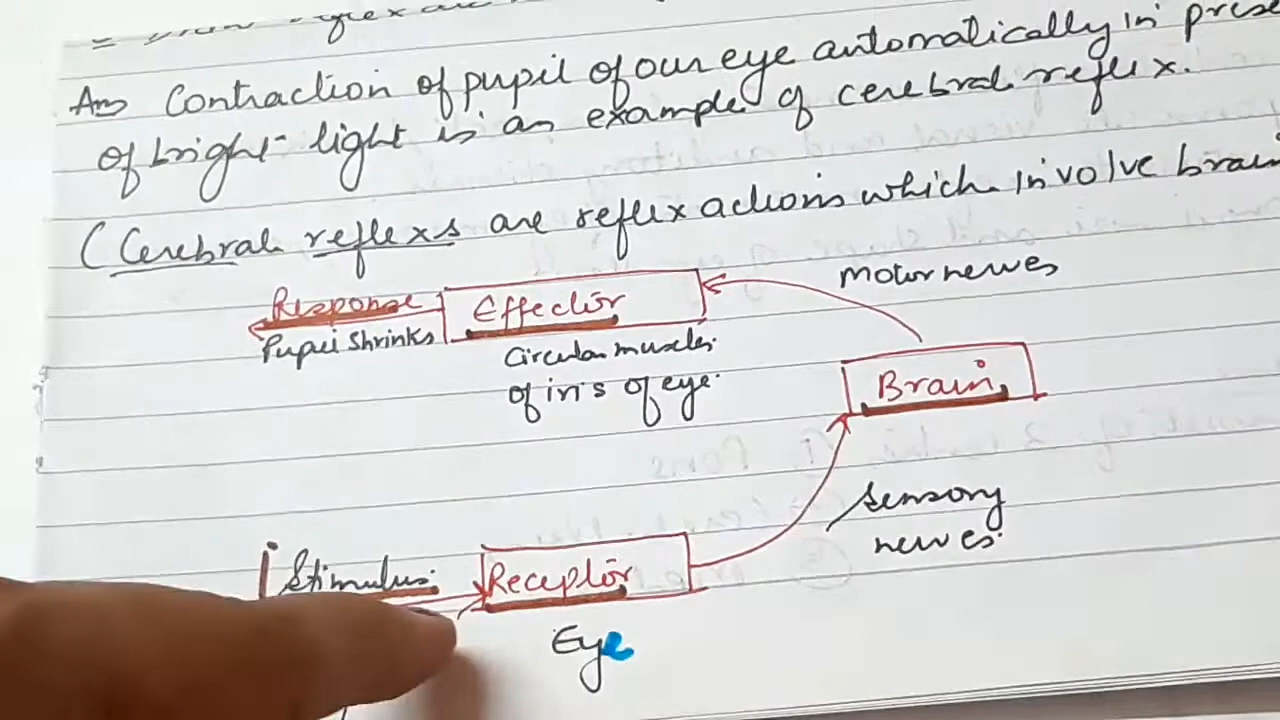 Ans Contraction of pupil of our eye automatically in prese
of bright light is an example of cerebral reflex.
(Cerebral reflexs are reflex actions which involve brain
Motor nerves
Response
Effector
Pupil shrinks
Circular muscles
of iris of eye.
Brain
Sensory
nerves.
Stimulus
Receptor
Eye